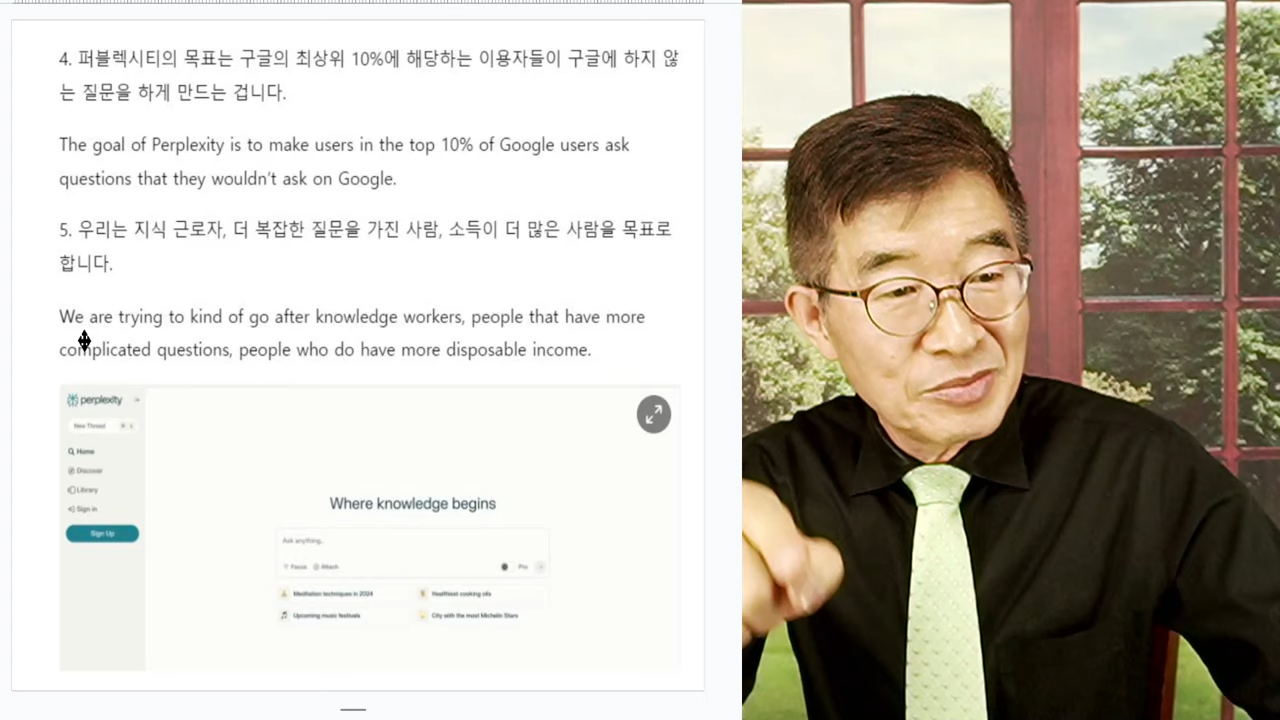 4. 퍼블렉시티의 목표는 구글의 최상위 10%에 해당하는 이용자들이 구글에 하지 않
는 질문을 하게 만드는 겁니다.
The goal of Perplexity is to make users in the top 10% of Google users ask
questions that they wouldn't ask on Google.
5. 우리는 지식 근로자, 더 복잡한 질문을 가진 사람, 소득이 더 많은 사람을 목표로
합니다.
We are trying to kind of go after knowledge workers, people that have more
complicated questions, people who do have more disposable income.
perplexity
New Thread
Home
Discover
Library
Sign in
Sign Up
Where knowledge begins
Ask anything...
Focus Attach Pro
Meditation techniques in 2024 Healthiest cooking oils
Upcoming music festivals City with the most Michelin Stars